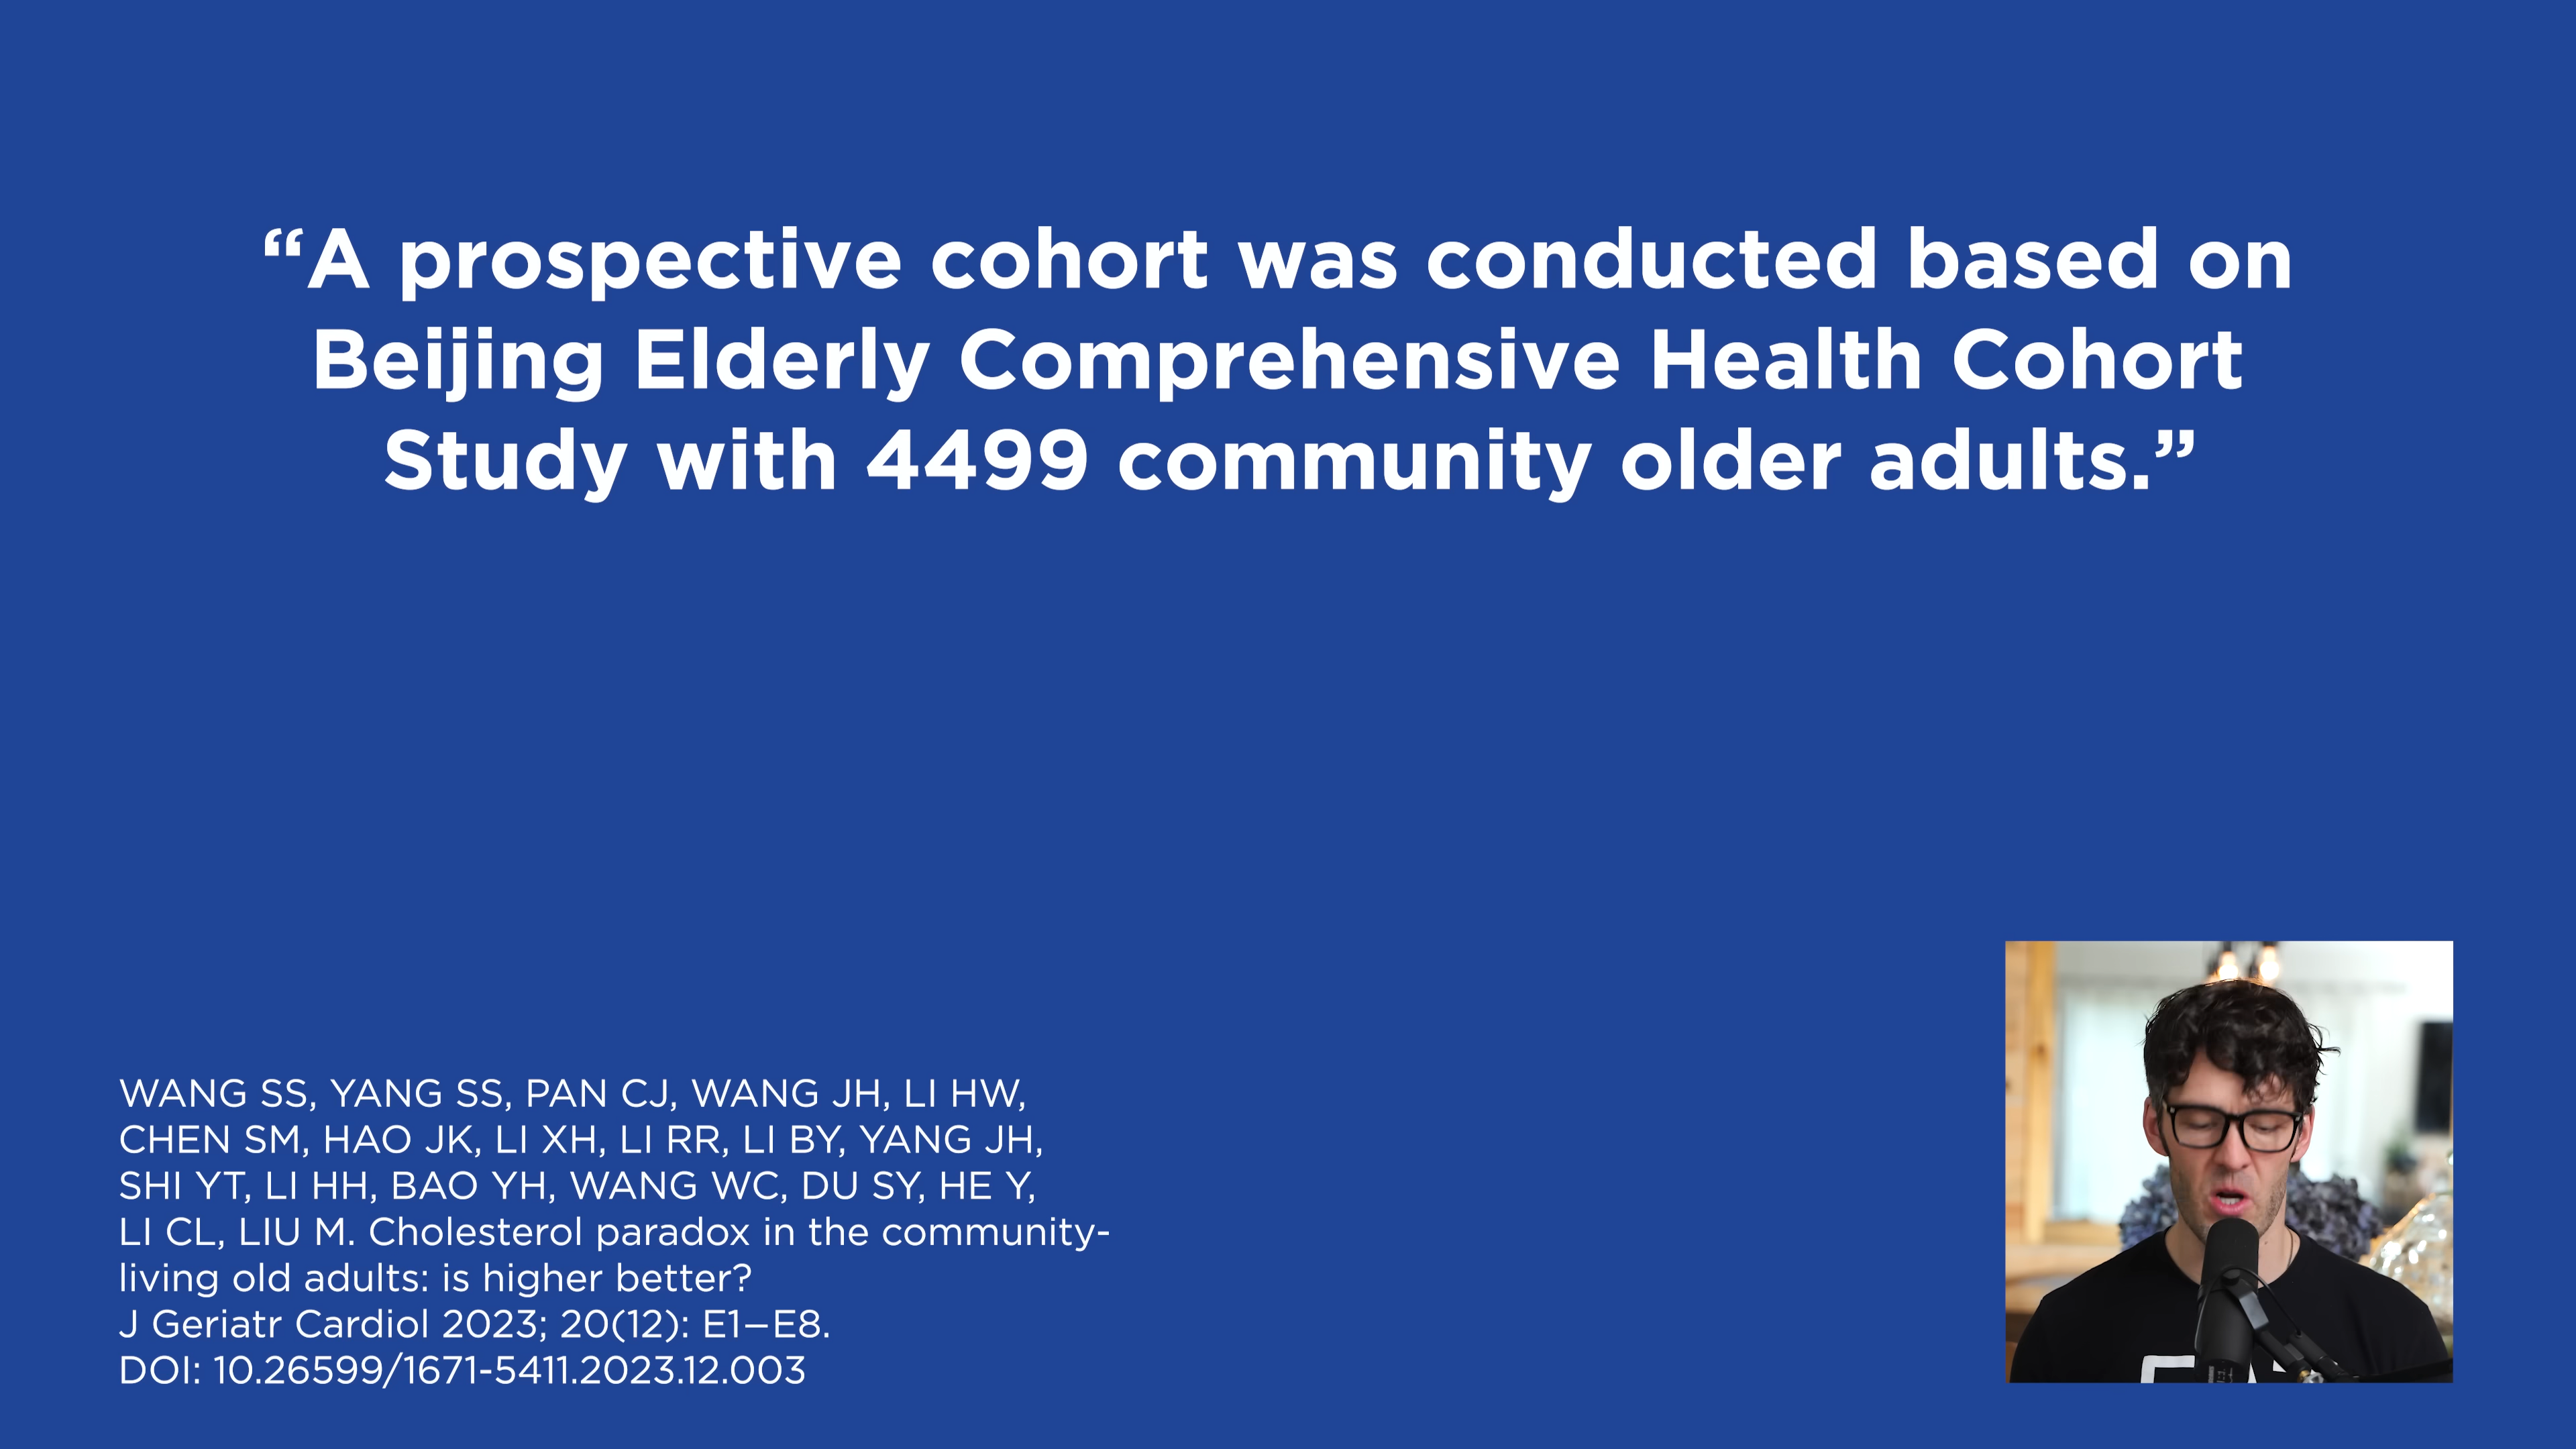 “A prospective cohort was conducted based on
Beijing Elderly Comprehensive Health Cohort
Study with 4499 community older adults.”
WANG SS, YANG SS, PAN CJ, WANG JH, LI HW,
CHEN SM, HAO JK, LI XH, LI RR, LI BY, YANG JH,
SHI YT, LI HH, BAO YH, WANG WC, DU SY, HE Y,
LI CL, LIU M. Cholesterol paradox in the community-
living old adults: is higher better?
J Geriatr Cardiol 2023; 20(12): E1–E8.
DOI: 10.26599/1671-5411.2023.12.003